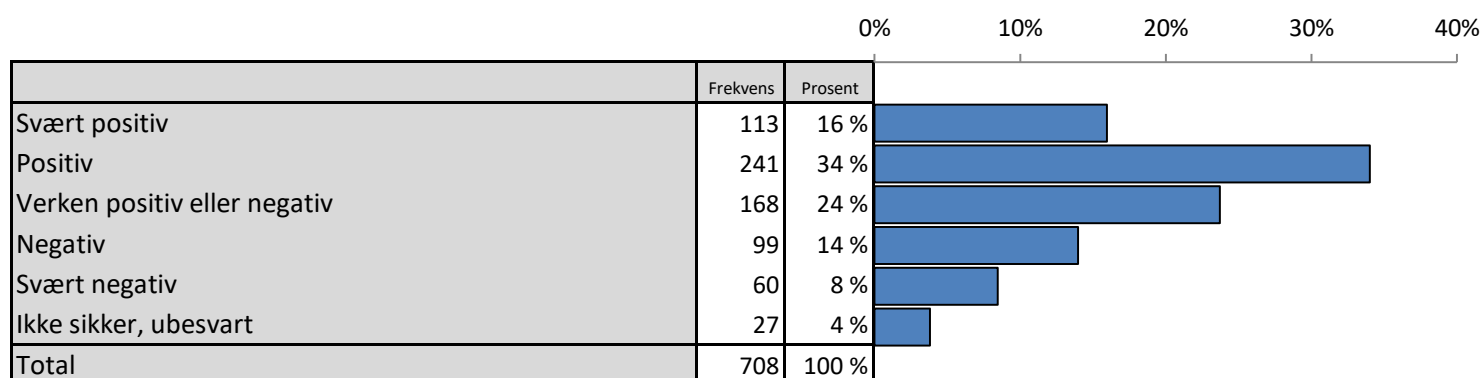 0% 10% 20% 30% 40%
Frekvens Prosent
Svært positiv 113 16 %
Positiv 241 34 %
Verken positiv eller negativ 168 24 %
Negativ 99 14 %
Svært negativ 60 8 %
Ikke sikker, ubesvart 27 4 %
Total 708 100 %